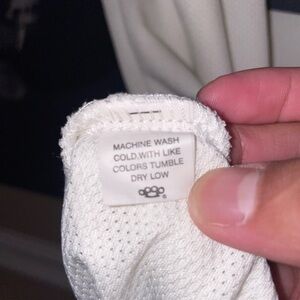 MACHINE WASH
COLD.WITH LIKE
COLORS TUMBLE
DRY LOW
®